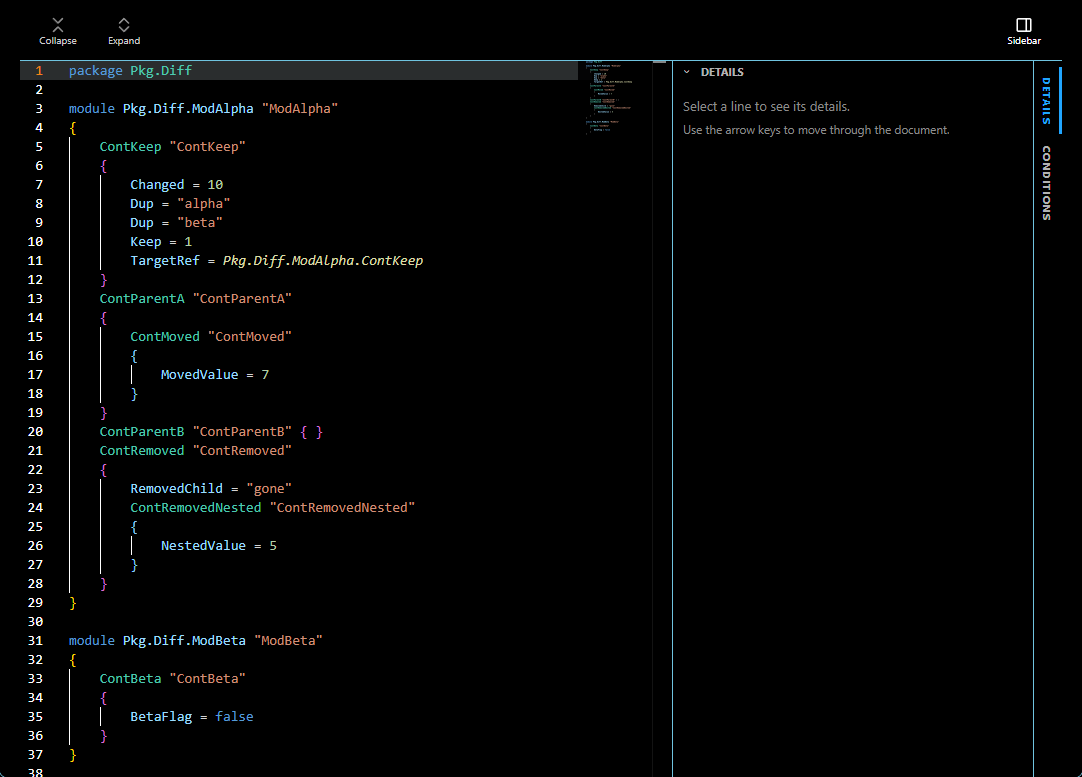 Collapse Expand Sidebar
1 package Pkg.Diff
2
3 module Pkg.Diff.ModAlpha "ModAlpha"
4 {
5 ContKeep "ContKeep"
6 {
7 Changed = 10
8 Dup = "alpha"
9 Dup = "beta"
10 Keep = 1
11 TargetRef = Pkg.Diff.ModAlpha.ContKeep
12 }
13 ContParentA "ContParentA"
14 {
15 ContMoved "ContMoved"
16 {
17 MovedValue = 7
18 }
19 }
20 ContParentB "ContParentB" { }
21 ContRemoved "ContRemoved"
22 {
23 RemovedChild = "gone"
24 ContRemovedNested "ContRemovedNested"
25 {
26 NestedValue = 5
27 }
28 }
29 }
30
31 module Pkg.Diff.ModBeta "ModBeta"
32 {
33 ContBeta "ContBeta"
34 {
35 BetaFlag = false
36 }
37 }
38
DETAILS
Select a line to see its details.
Use the arrow keys to move through the document.
DETAILS
CONDITIONS